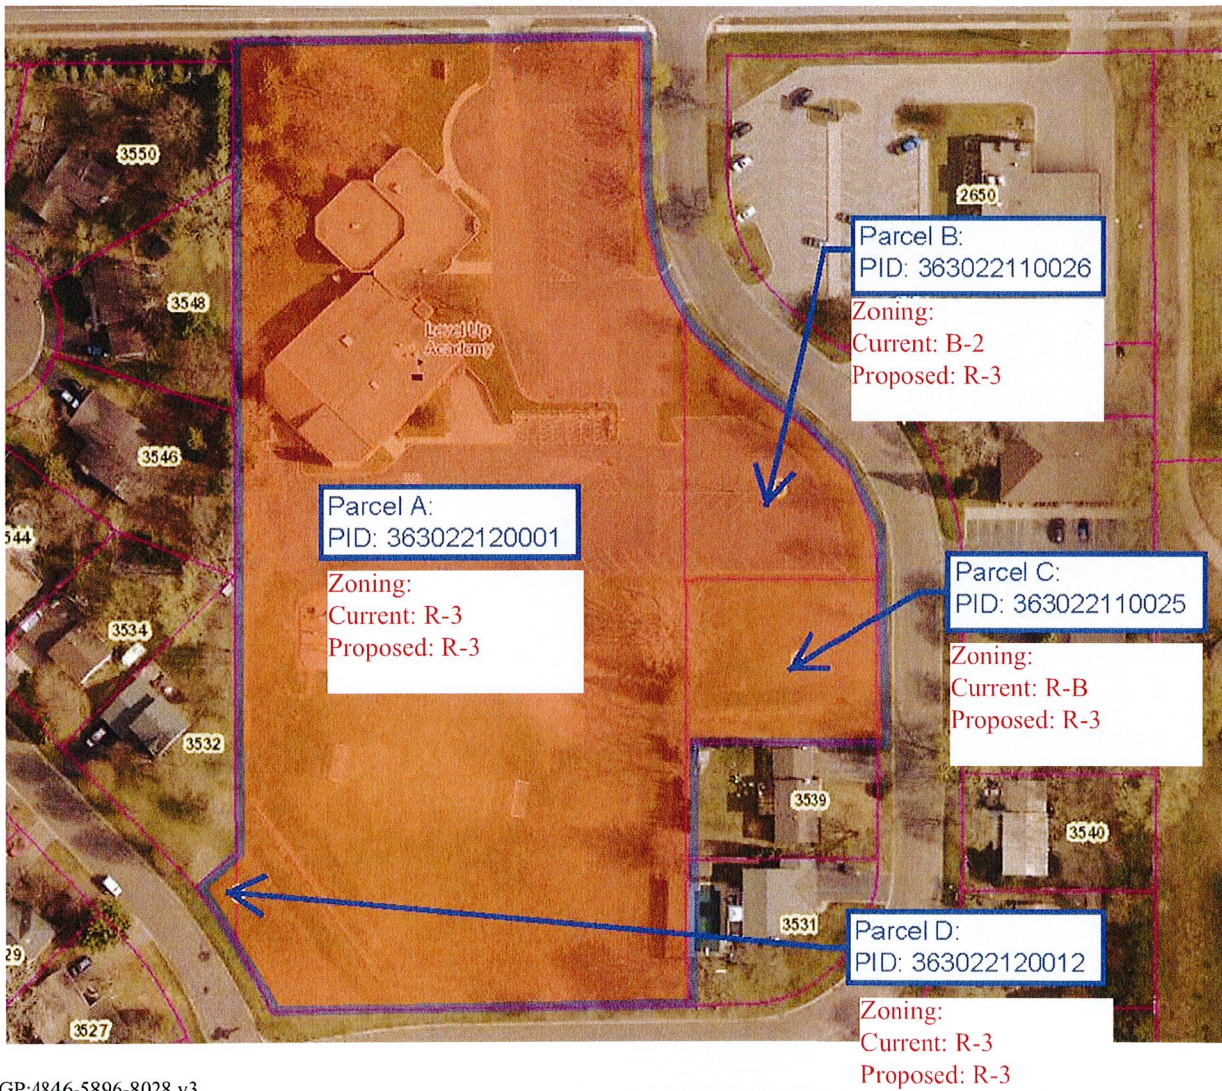 3550
2650
Parcel B:
PID: 363022110026
3548
Zoning:
Current: B-2
Proposed: R-3
Level Up
Academy
3546
Parcel A:
PID: 363022120001
544
Parcel C:
PID: 363022110025
Zoning:
Current: R-3
Proposed: R-3
3534
Zoning:
Current: R-B
Proposed: R-3
3532
3539
3540
3531
Parcel D:
PID: 363022120012
29
Zoning:
Current: R-3
Proposed: R-3
3527
GP:4846-5896-8028 v3